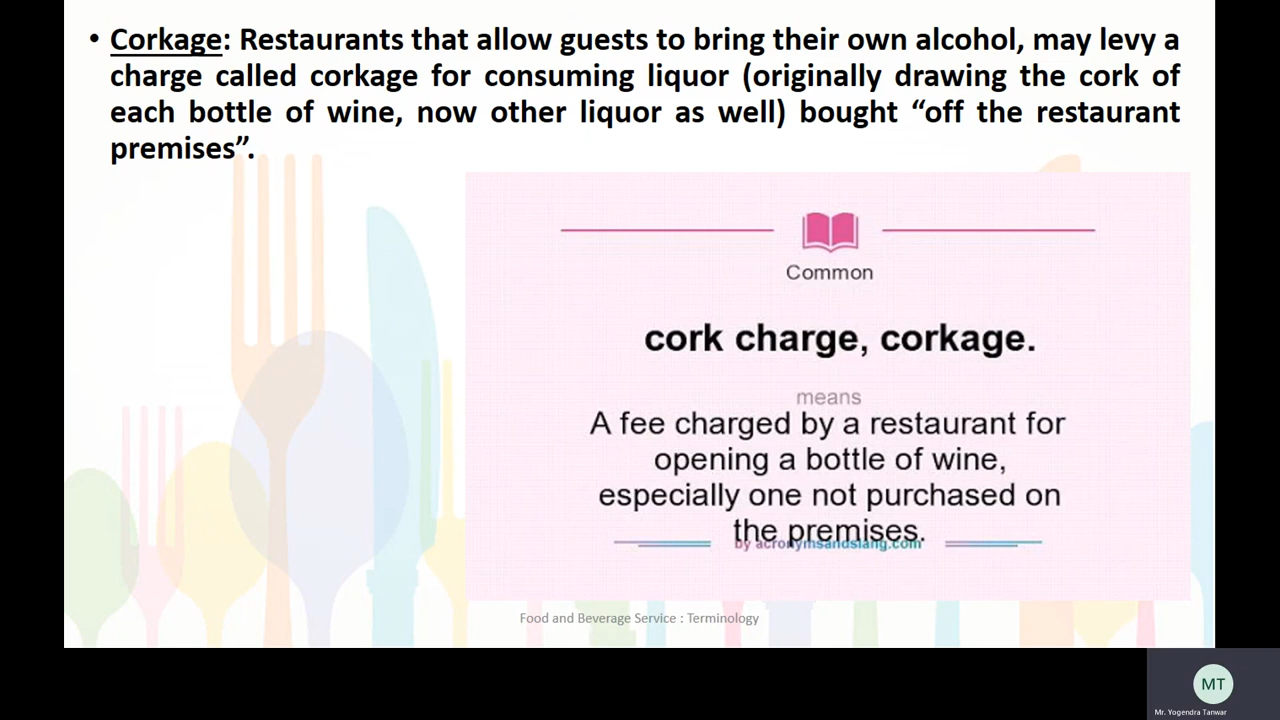 • Corkage: Restaurants that allow guests to bring their own alcohol, may levy a
charge called corkage for consuming liquor (originally drawing the cork of
each bottle of wine, now other liquor as well) bought “off the restaurant
premises”.
Common
cork charge, corkage.
means
A fee charged by a restaurant for
opening a bottle of wine,
especially one not purchased on
the premises.
by acronymsandslang.com
Food and Beverage Service : Terminology
MT
Mr. Yogendra Tanwar